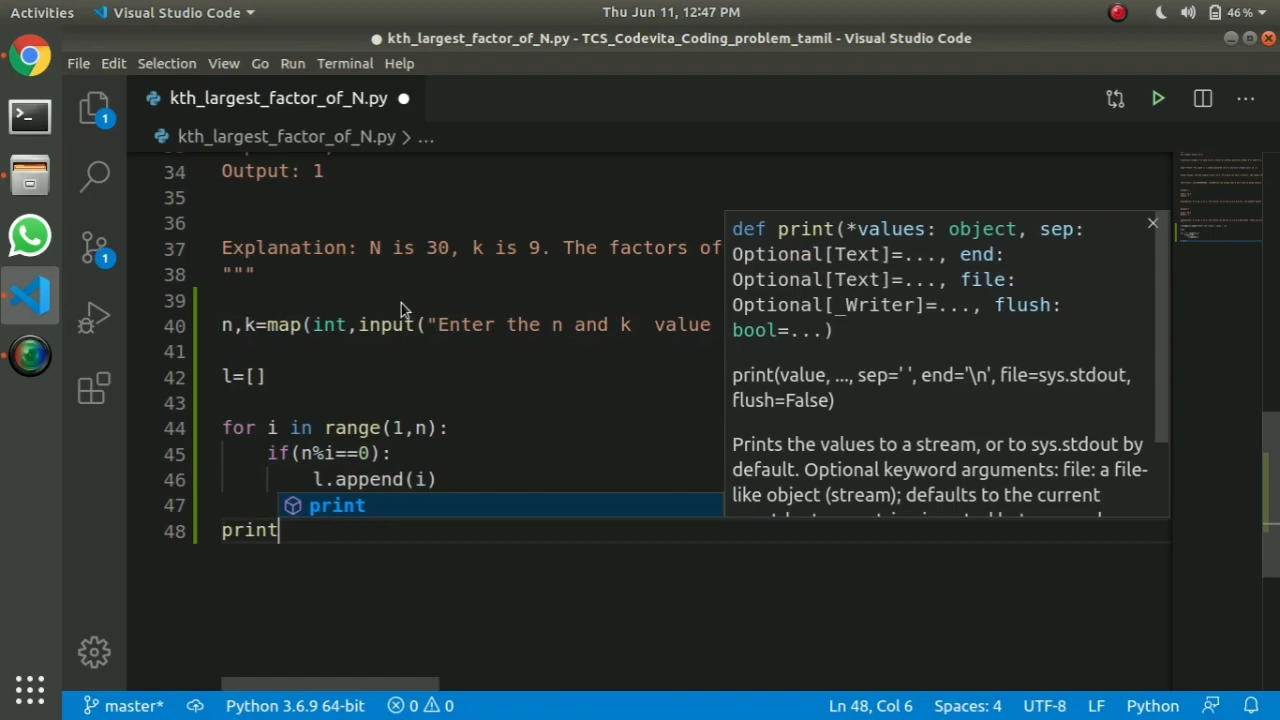 Activities Visual Studio Code Thu Jun 11, 12:47 PM 46%
kth_largest_factor_of_N.py - TCS_Codevita_Coding_problem_tamil - Visual Studio Code
File Edit Selection View Go Run Terminal Help
kth_largest_factor_of_N.py
kth_largest_factor_of_N.py > ...
34 Output: 1
35
36
37 Explanation: N is 30, k is 9. The factors of
38 """
39
40 n,k=map(int,input("Enter the n and k  value
41
42 l=[]
43
44 for i in range(1,n):
45     if(n%i==0):
46         l.append(i)
47
print
48 print
def print(*values: object, sep:
Optional[Text]=..., end:
Optional[Text]=..., file:
Optional[_Writer]=..., flush:
bool=...)
print(value, ..., sep=' ', end='\n', file=sys.stdout,
flush=False)
Prints the values to a stream, or to sys.stdout by
default. Optional keyword arguments: file: a file-
like object (stream); defaults to the current
1
1
master* Python 3.6.9 64-bit 0 0 Ln 48, Col 6 Spaces: 4 UTF-8 LF Python